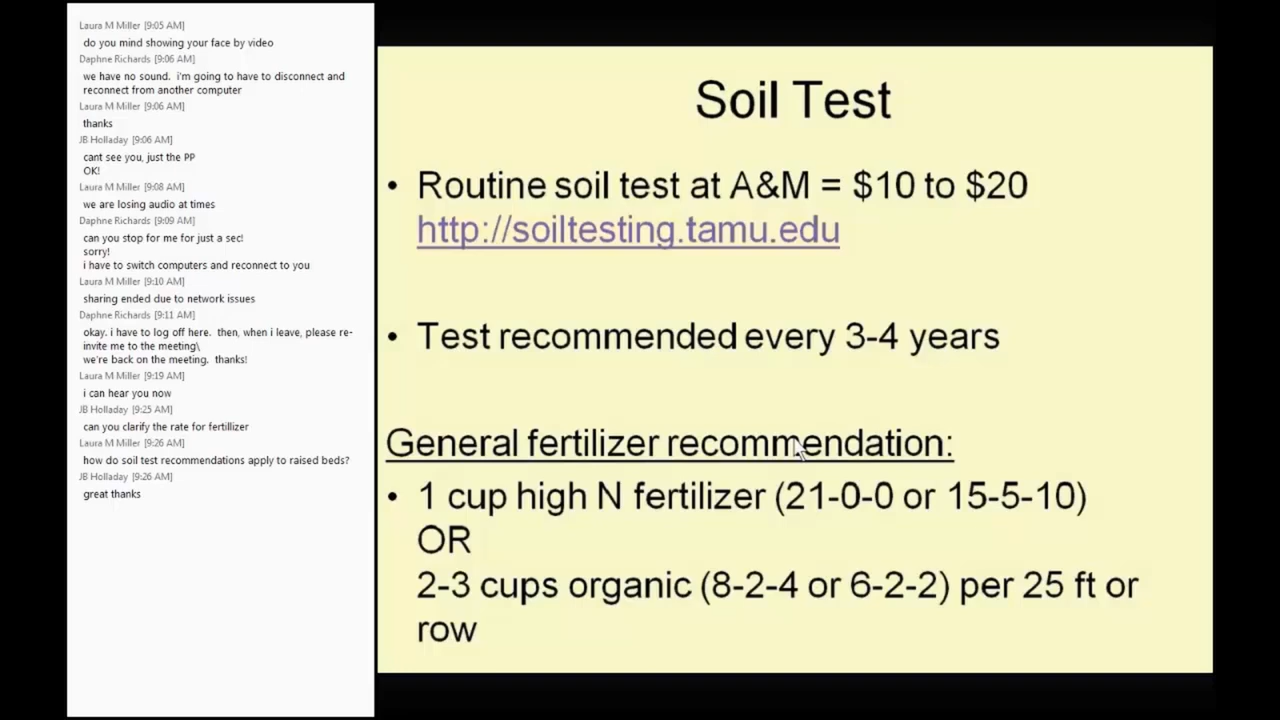 Laura M Miller [9:05 AM]
do you mind showing your face by video
Daphne Richards [9:06 AM]
we have no sound.  i'm going to have to disconnect and
reconnect from another computer
Laura M Miller [9:06 AM]
thanks
JB Holladay [9:06 AM]
cant see you, just the PP
OK!
Laura M Miller [9:08 AM]
we are losing audio at times
Daphne Richards [9:09 AM]
can you stop for me for just a sec!
sorry!
i have to switch computers and reconnect to you
Laura M Miller [9:10 AM]
sharing ended due to network issues
Daphne Richards [9:11 AM]
okay. i have to log off here.  then, when i leave, please re-
invite me to the meeting\
we're back on the meeting.  thanks!
Laura M Miller [9:19 AM]
i can hear you now
JB Holladay [9:25 AM]
can you clarify the rate for fertillizer
Laura M Miller [9:26 AM]
how do soil test recommendations apply to raised beds?
JB Holladay [9:26 AM]
great thanks
Soil Test
• Routine soil test at A&M = $10 to $20
http://soiltesting.tamu.edu
• Test recommended every 3-4 years
General fertilizer recommendation:
• 1 cup high N fertilizer (21-0-0 or 15-5-10)
OR
2-3 cups organic (8-2-4 or 6-2-2) per 25 ft or
row